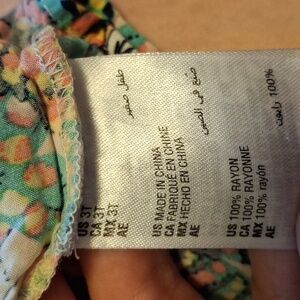 US 3T
CA 3T
MX 3T
AE
طفل صغير
US MADE IN CHINA
CA FABRIQUÉ EN CHINE
MX HECHO EN CHINA
AE
صنع في الصين
US 100% RAYON
CA 100% RAYONNE
MX 100% rayón
AE
100% رايون